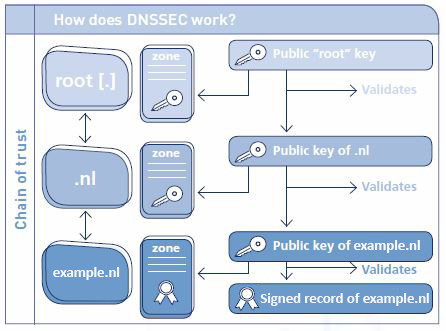 How does DNSSEC work?
Chain of trust
root [.]
zone
Public “root” key
Validates
.nl
zone
Public key of .nl
Validates
example.nl
zone
Public key of example.nl
Validates
Signed record of example.nl